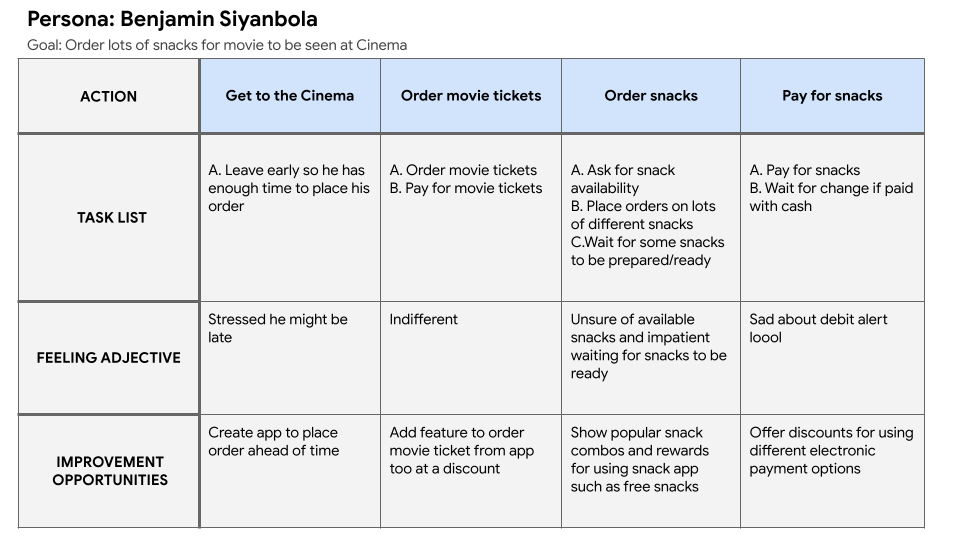 Persona: Benjamin Siyanbola
Goal: Order lots of snacks for movie to be seen at Cinema
ACTION
Get to the Cinema
Order movie tickets
Order snacks
Pay for snacks
TASK LIST
A. Leave early so he has
enough time to place his
order
A. Order movie tickets
B. Pay for movie tickets
A. Ask for snack
availability
B. Place orders on lots
of different snacks
C.Wait for some snacks
to be prepared/ready
A. Pay for snacks
B. Wait for change if paid
with cash
FEELING ADJECTIVE
Stressed he might be
late
Indifferent
Unsure of available
snacks and impatient
waiting for snacks to be
ready
Sad about debit alert
loool
IMPROVEMENT
OPPORTUNITIES
Create app to place
order ahead of time
Add feature to order
movie ticket from app
too at a discount
Show popular snack
combos and rewards
for using snack app
such as free snacks
Offer discounts for using
different electronic
payment options